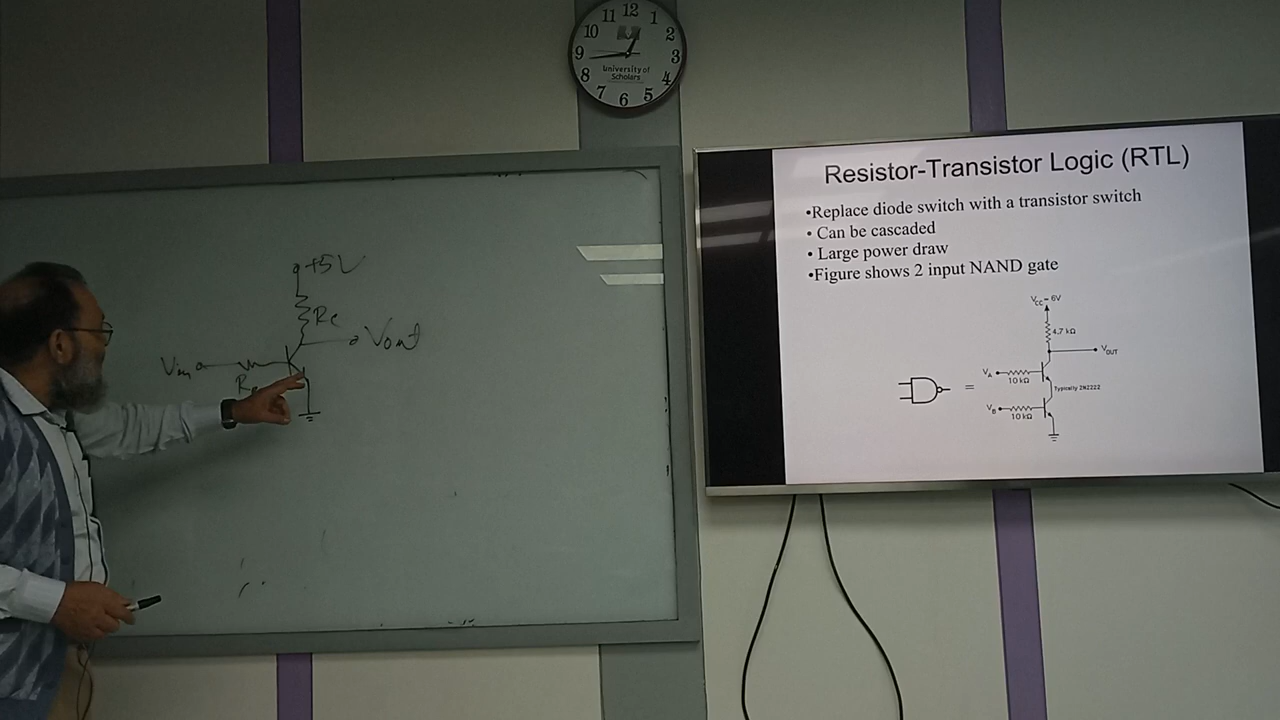 12
11
1
10
2
9
3
University of
Scholars
8
4
7
6
5
+5V
Rc
Vout
Vin
Resistor-Transistor Logic (RTL)
•Replace diode switch with a transistor switch
• Can be cascaded
• Large power draw
•Figure shows 2 input NAND gate
VCC = 6V
4.7 kΩ
VOUT
VA
10 kΩ
=
Typically 2N2222
VB
10 kΩ